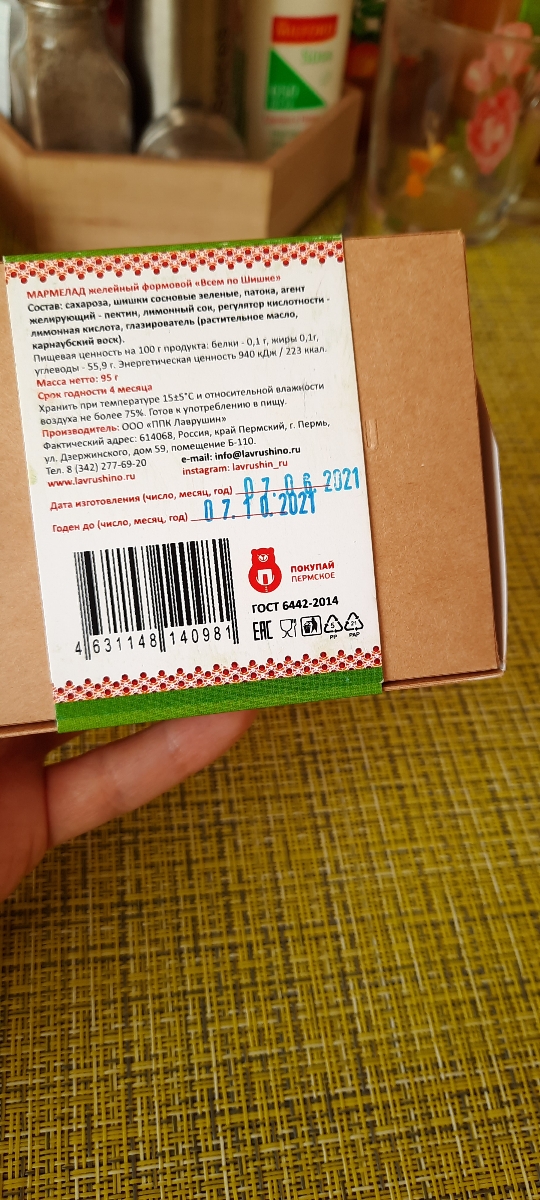 МАРМЕЛАД желейный формовой «Всем по Шишке»
Состав: сахароза, шишки сосновые зеленые, патока, агент
желирующий - пектин, лимонный сок, регулятор кислотности -
лимонная кислота, глазирователь (растительное масло,
карнаубский воск).
Пищевая ценность на 100 г продукта: белки - 0,1 г, жиры 0,1г,
углеводы - 55,9 г. Энергетическая ценность 940 кДж / 223 ккал.
Масса нетто: 95 г
Срок годности 4 месяца
Хранить при температуре 15±5°С и относительной влажности
воздуха не более 75%. Готов к употреблению в пищу.
Производитель: ООО «ППК Лаврушин»
Фактический адрес: 614068, Россия, край Пермский, г. Пермь,
ул. Дзержинского, дом 59, помещение Б-110.
Тел. 8 (342) 277-69-20 e-mail: info@lavrushino.ru
www.lavrushino.ru instagram: lavrushin_ru
Дата изготовления (число, месяц, год) 07.06 2021
Годен до (число, месяц, год) 07.10.2021
ПОКУПАЙ
ПЕРМСКОЕ
ГОСТ 6442-2014
EAC 5 21
PP PAP
4 631148 140981